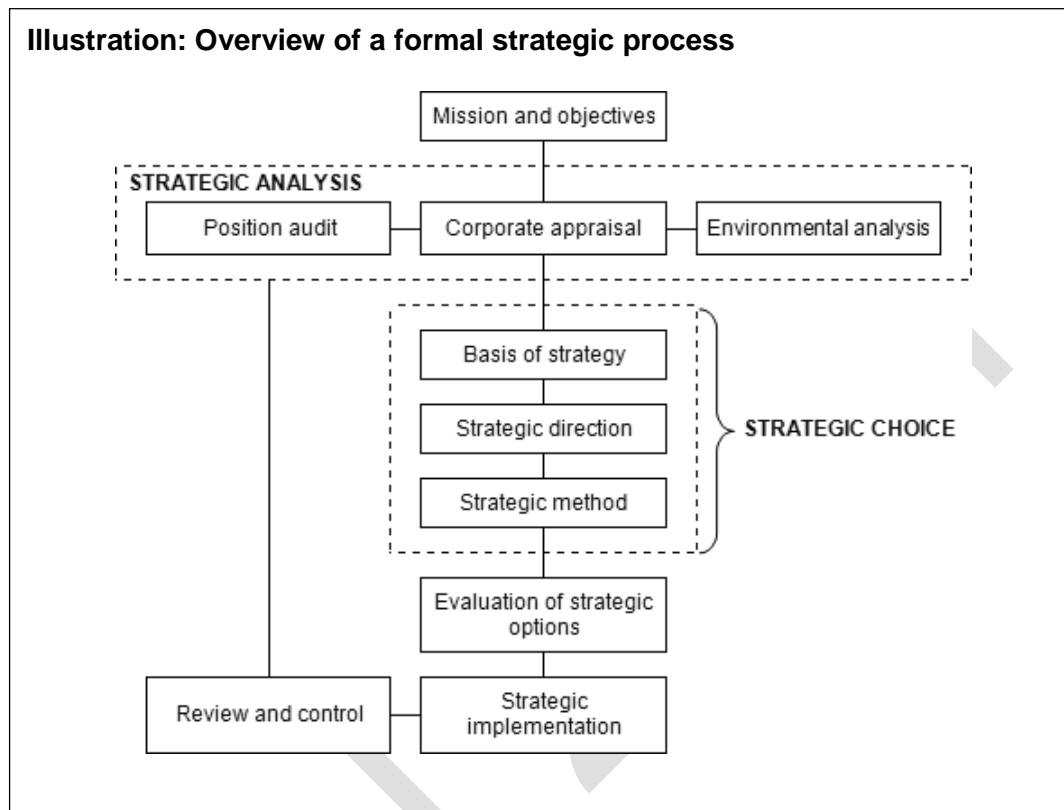 Illustration: Overview of a formal strategic process
Mission and objectives
STRATEGIC ANALYSIS
Position audit
Corporate appraisal
Environmental analysis
Basis of strategy
Strategic direction
STRATEGIC CHOICE
Strategic method
Evaluation of strategic
options
Review and control
Strategic
implementation